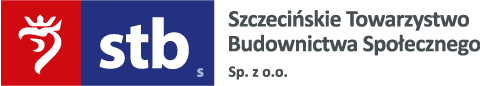 stb
s
Szczecińskie Towarzystwo
Budownictwa Społecznego
Sp. z o.o.